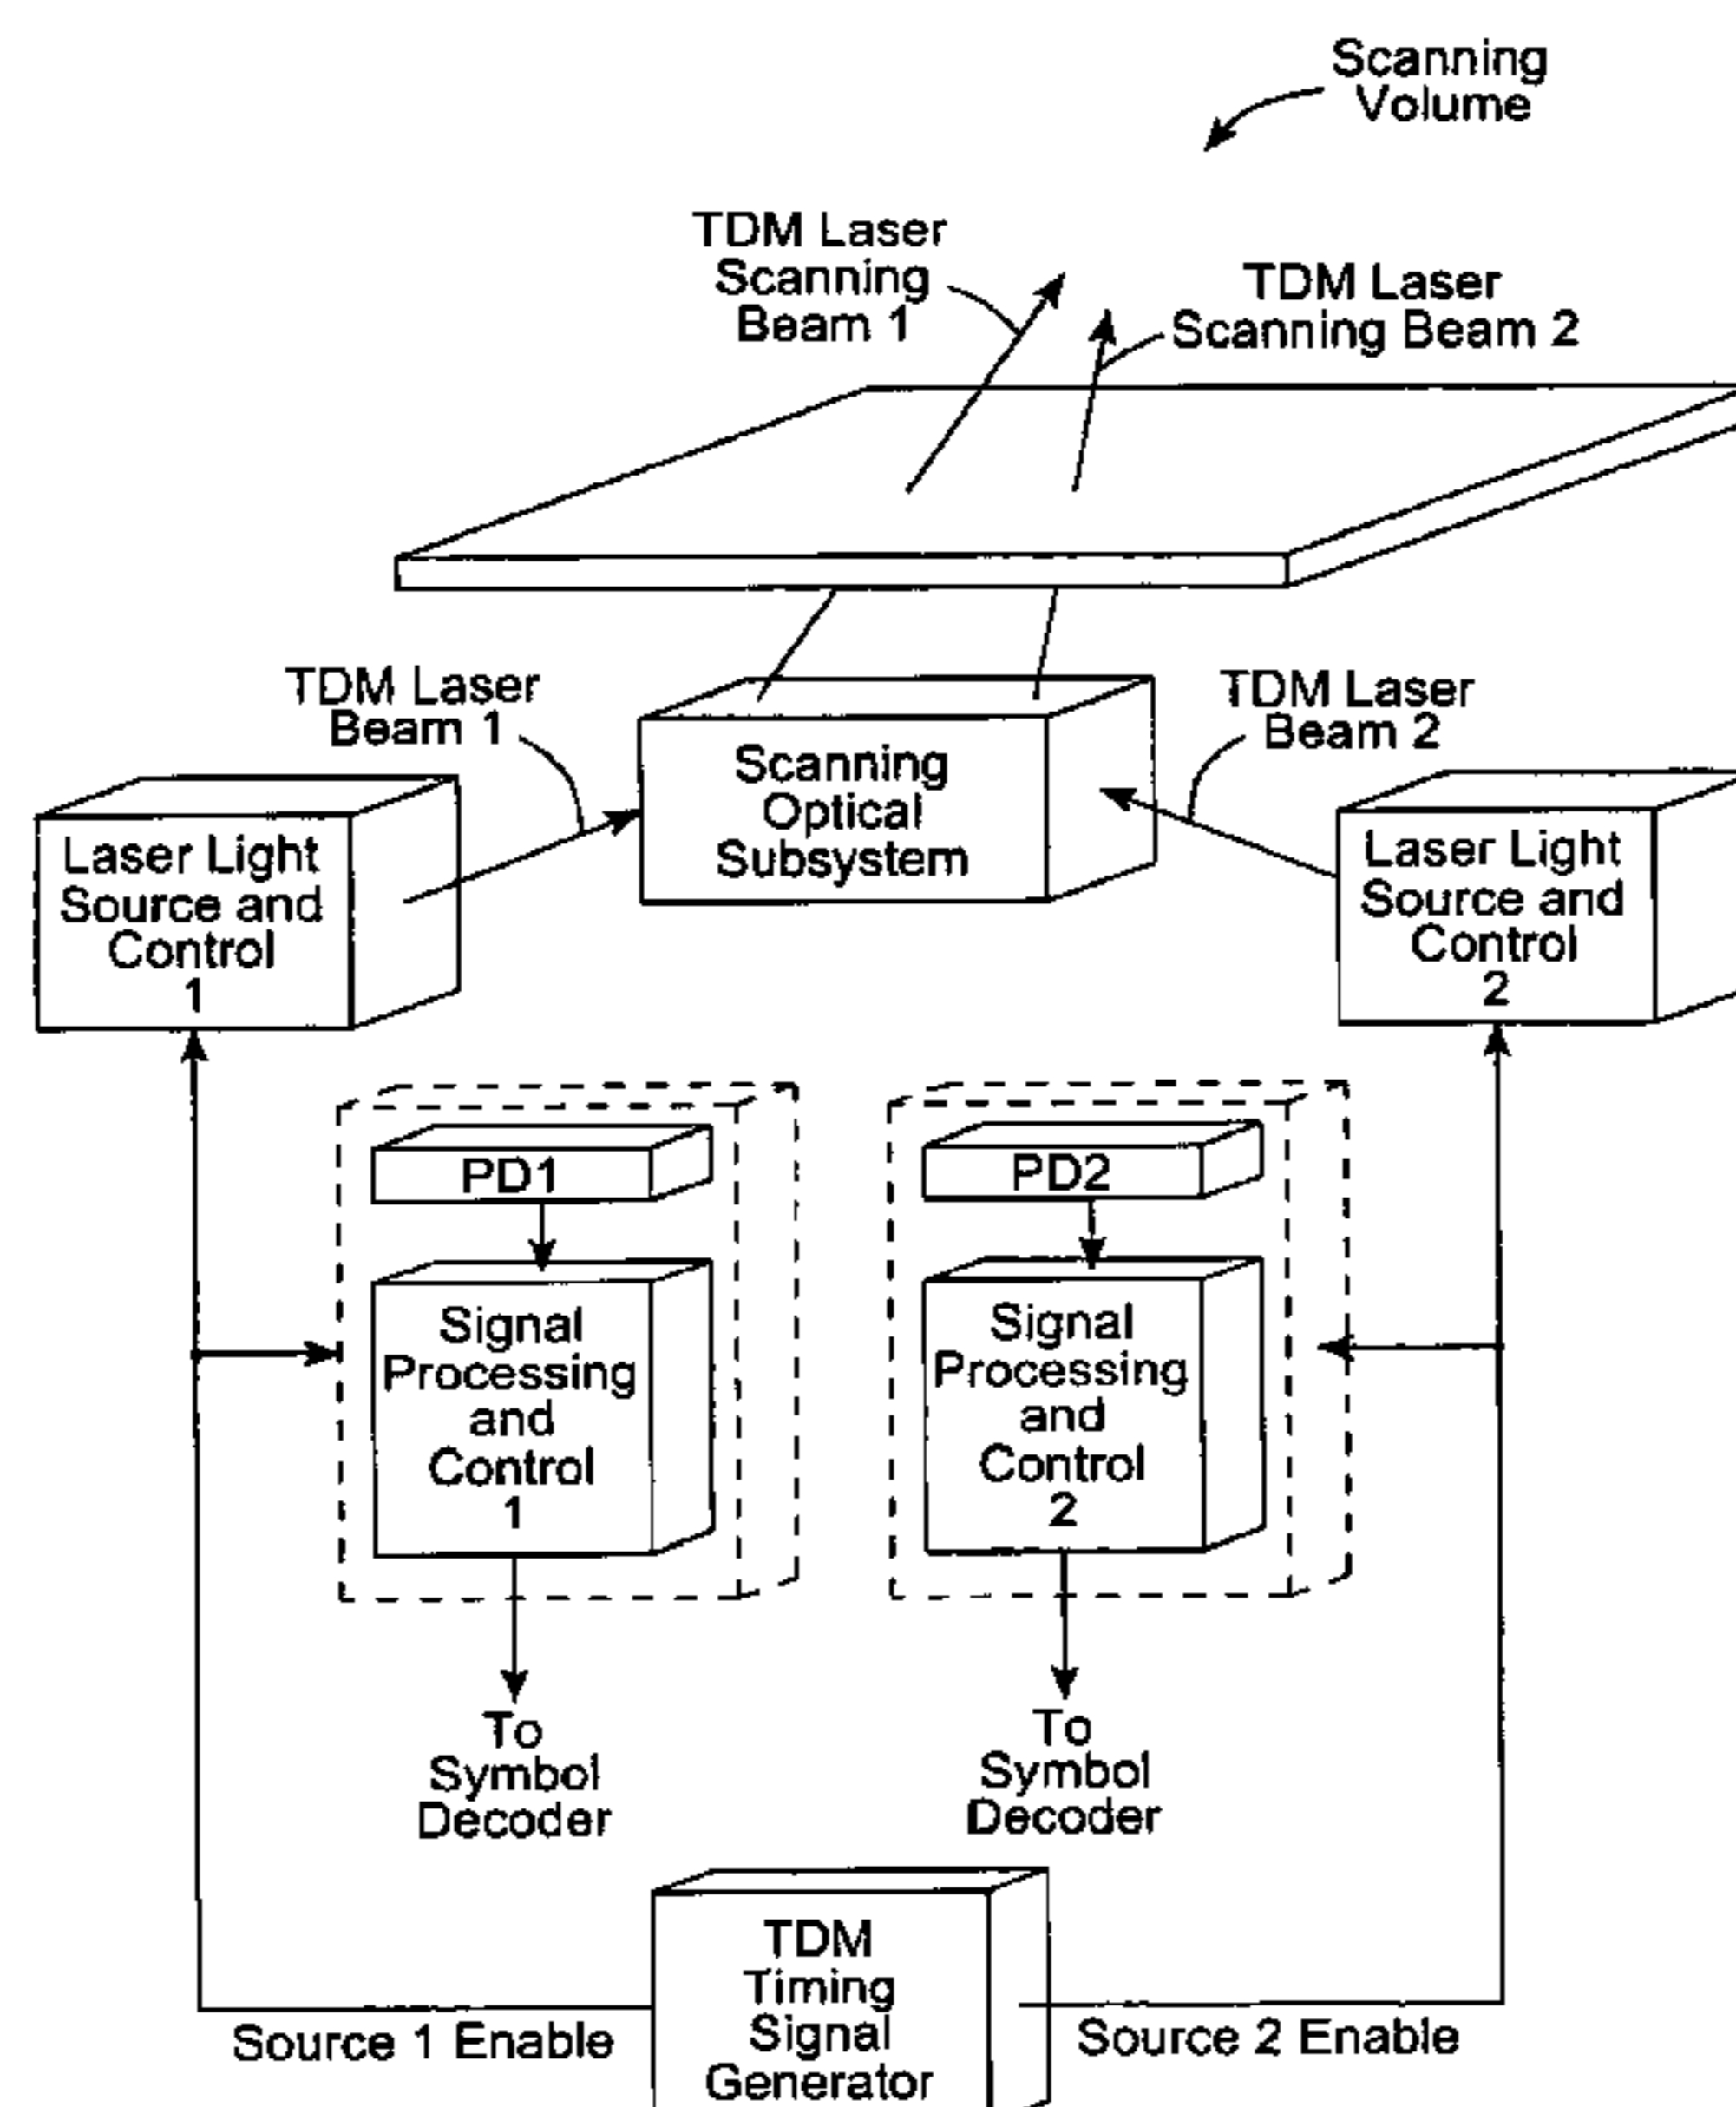 Scanning
Volume
TDM Laser
Scanning
Beam 1
TDM Laser
Scanning Beam 2
TDM Laser
Beam 1
TDM Laser
Beam 2
Scanning
Optical
Subsystem
Laser Light
Source and
Control
1
Laser Light
Source and
Control
2
PD1
PD2
Signal
Processing
and
Control
1
Signal
Processing
and
Control
2
To
Symbol
Decoder
To
Symbol
Decoder
TDM
Timing
Signal
Generator
Source 1 Enable
Source 2 Enable